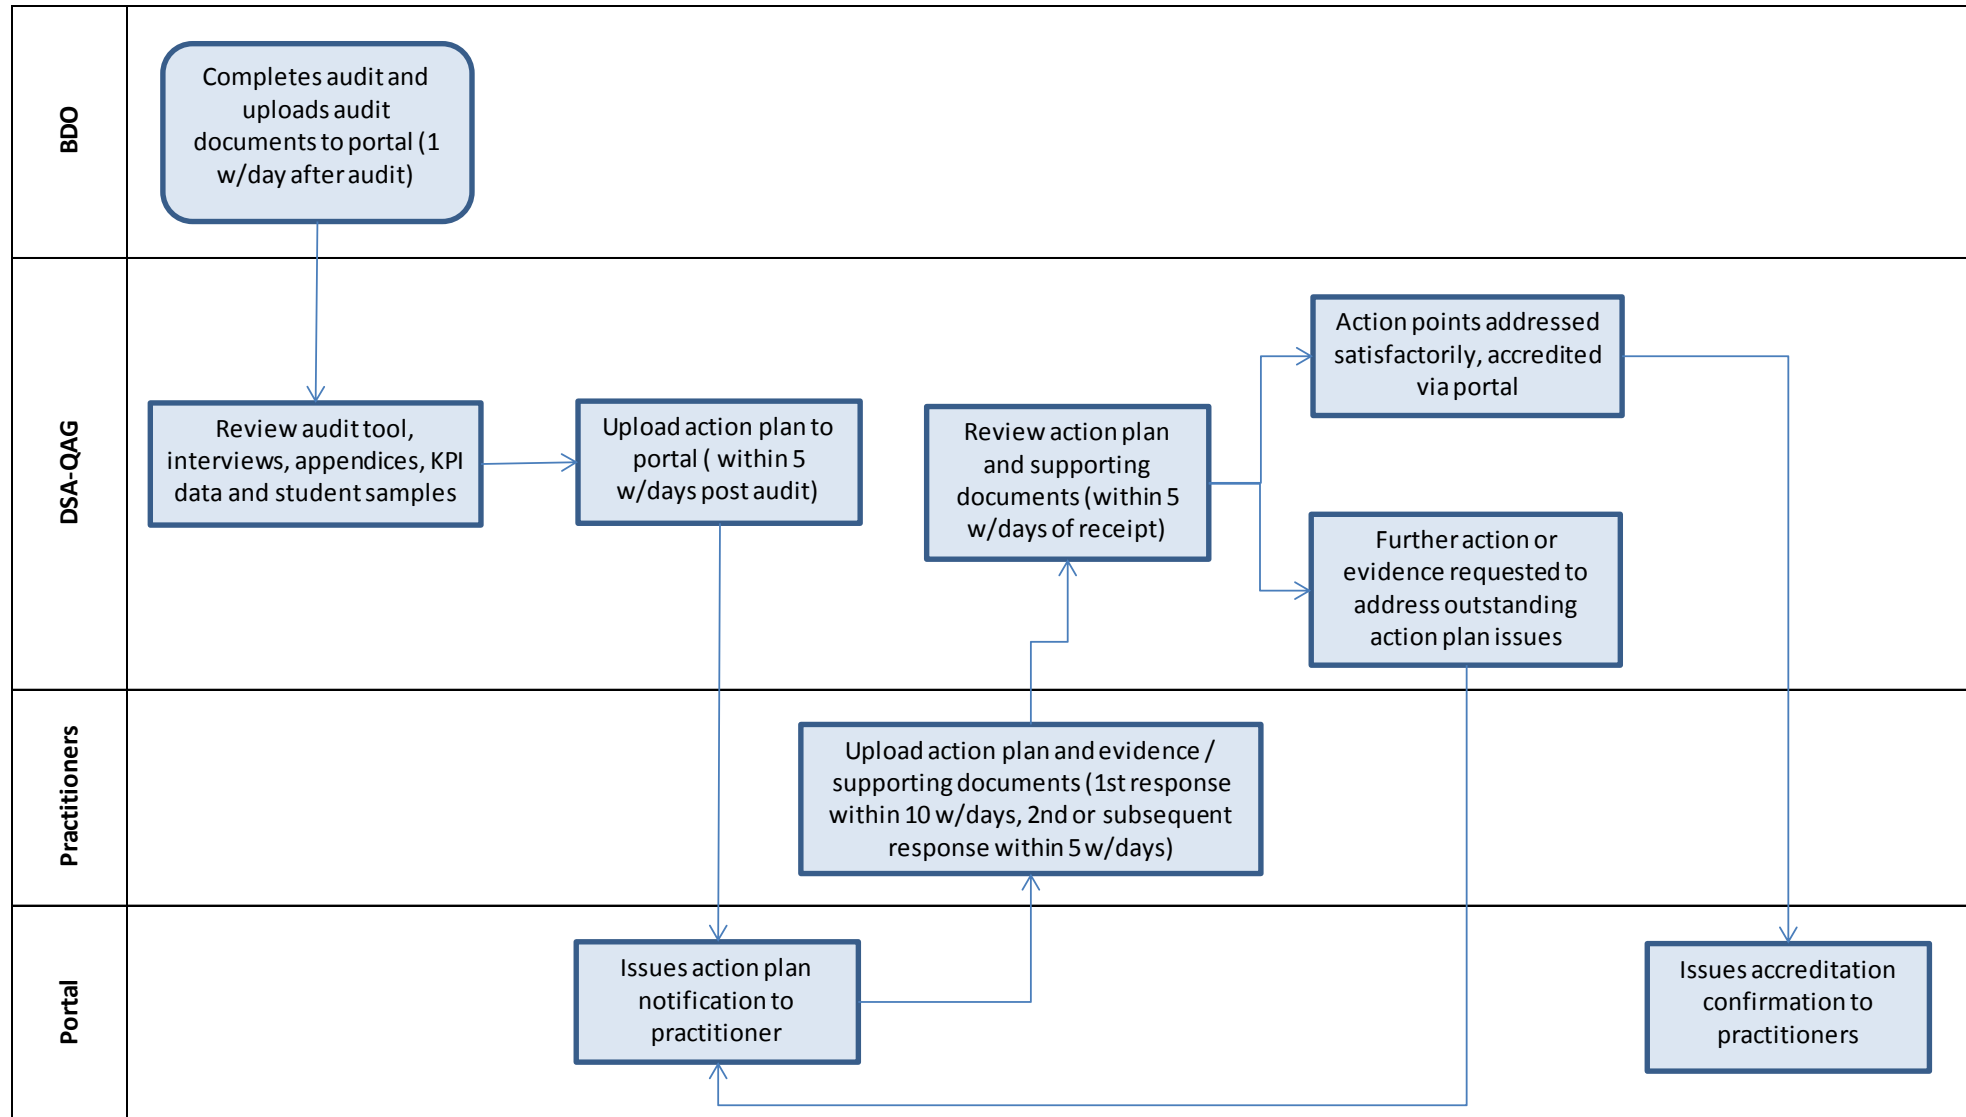 BDO
Completes audit and
uploads audit
documents to portal (1
w/day after audit)
DSA-QAG
Review audit tool,
interviews, appendices, KPI
data and student samples
Upload action plan to
portal ( within 5
w/days post audit)
Review action plan
and supporting
documents (within 5
w/days of receipt)
Action points addressed
satisfactorily, accredited
via portal
Further action or
evidence requested to
address outstanding
action plan issues
Practitioners
Upload action plan and evidence /
supporting documents (1st response
within 10 w/days, 2nd or subsequent
response within 5 w/days)
Portal
Issues action plan
notification to
practitioner
Issues accreditation
confirmation to
practitioners